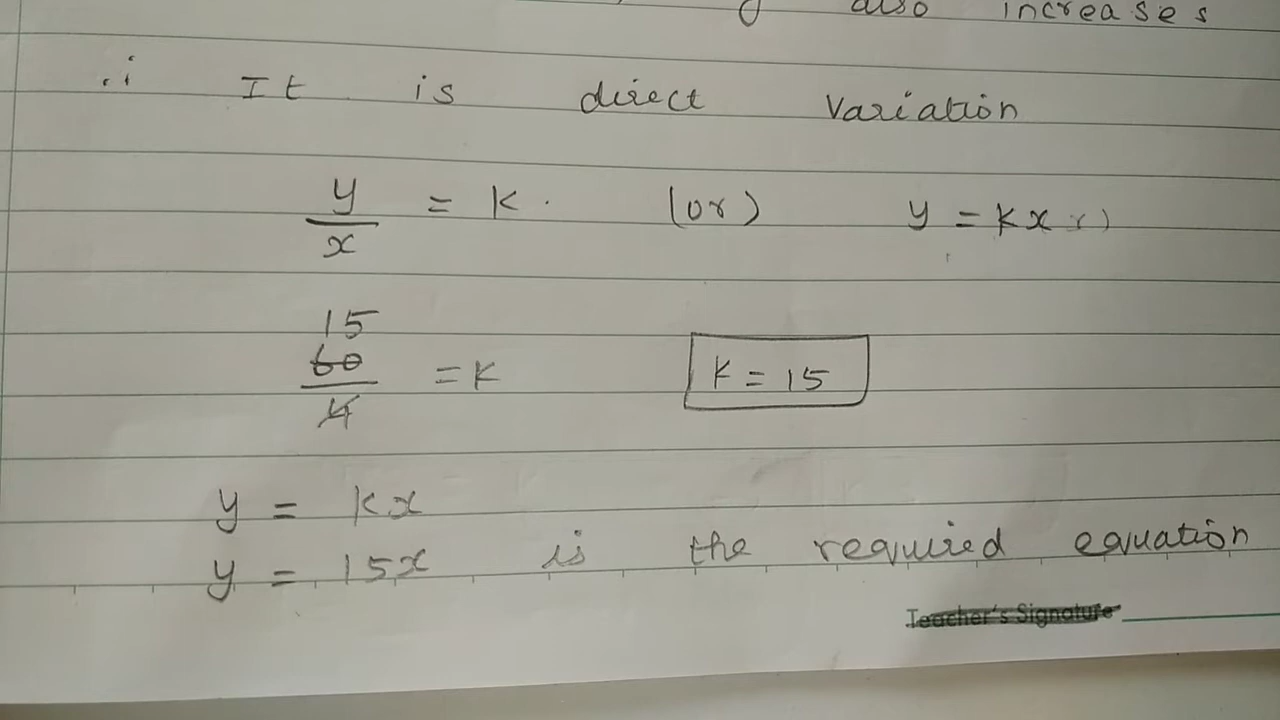 also increases
∴ It is direct variation
y/x = K. (or) y = Kx
15
60/4 = K K = 15
y = Kx
y = 15x is the required equation
Teacher's Signature